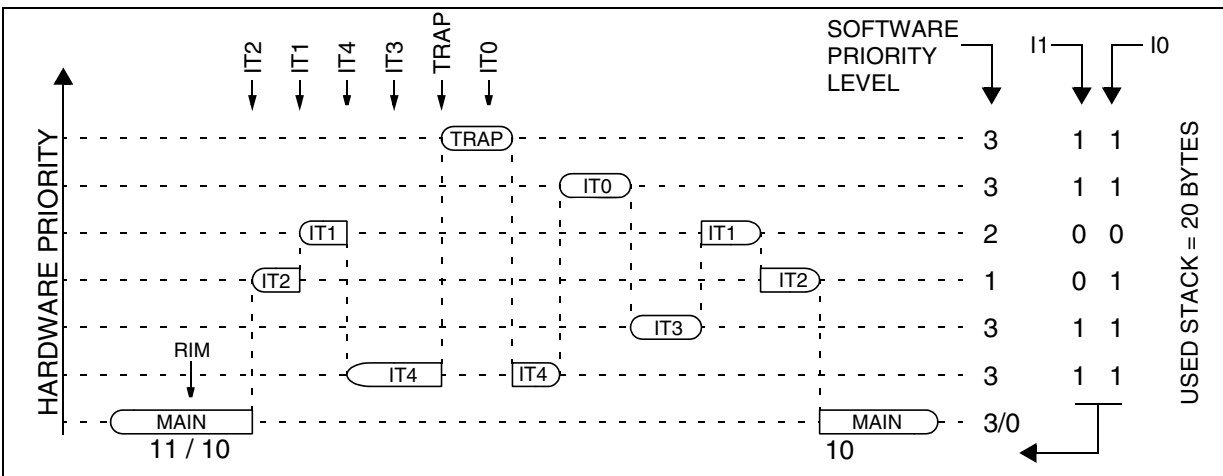 IT2
IT1
IT4
IT3
TRAP
IT0
SOFTWARE
PRIORITY
LEVEL
I1
I0
HARDWARE PRIORITY
TRAP
3
1 1
IT0
3
1 1
IT1
IT1
2
0 0
IT2
IT2
1
0 1
IT3
3
1 1
RIM
IT4
IT4
3
1 1
MAIN
MAIN
3/0
11 / 10
10
USED STACK = 20 BYTES